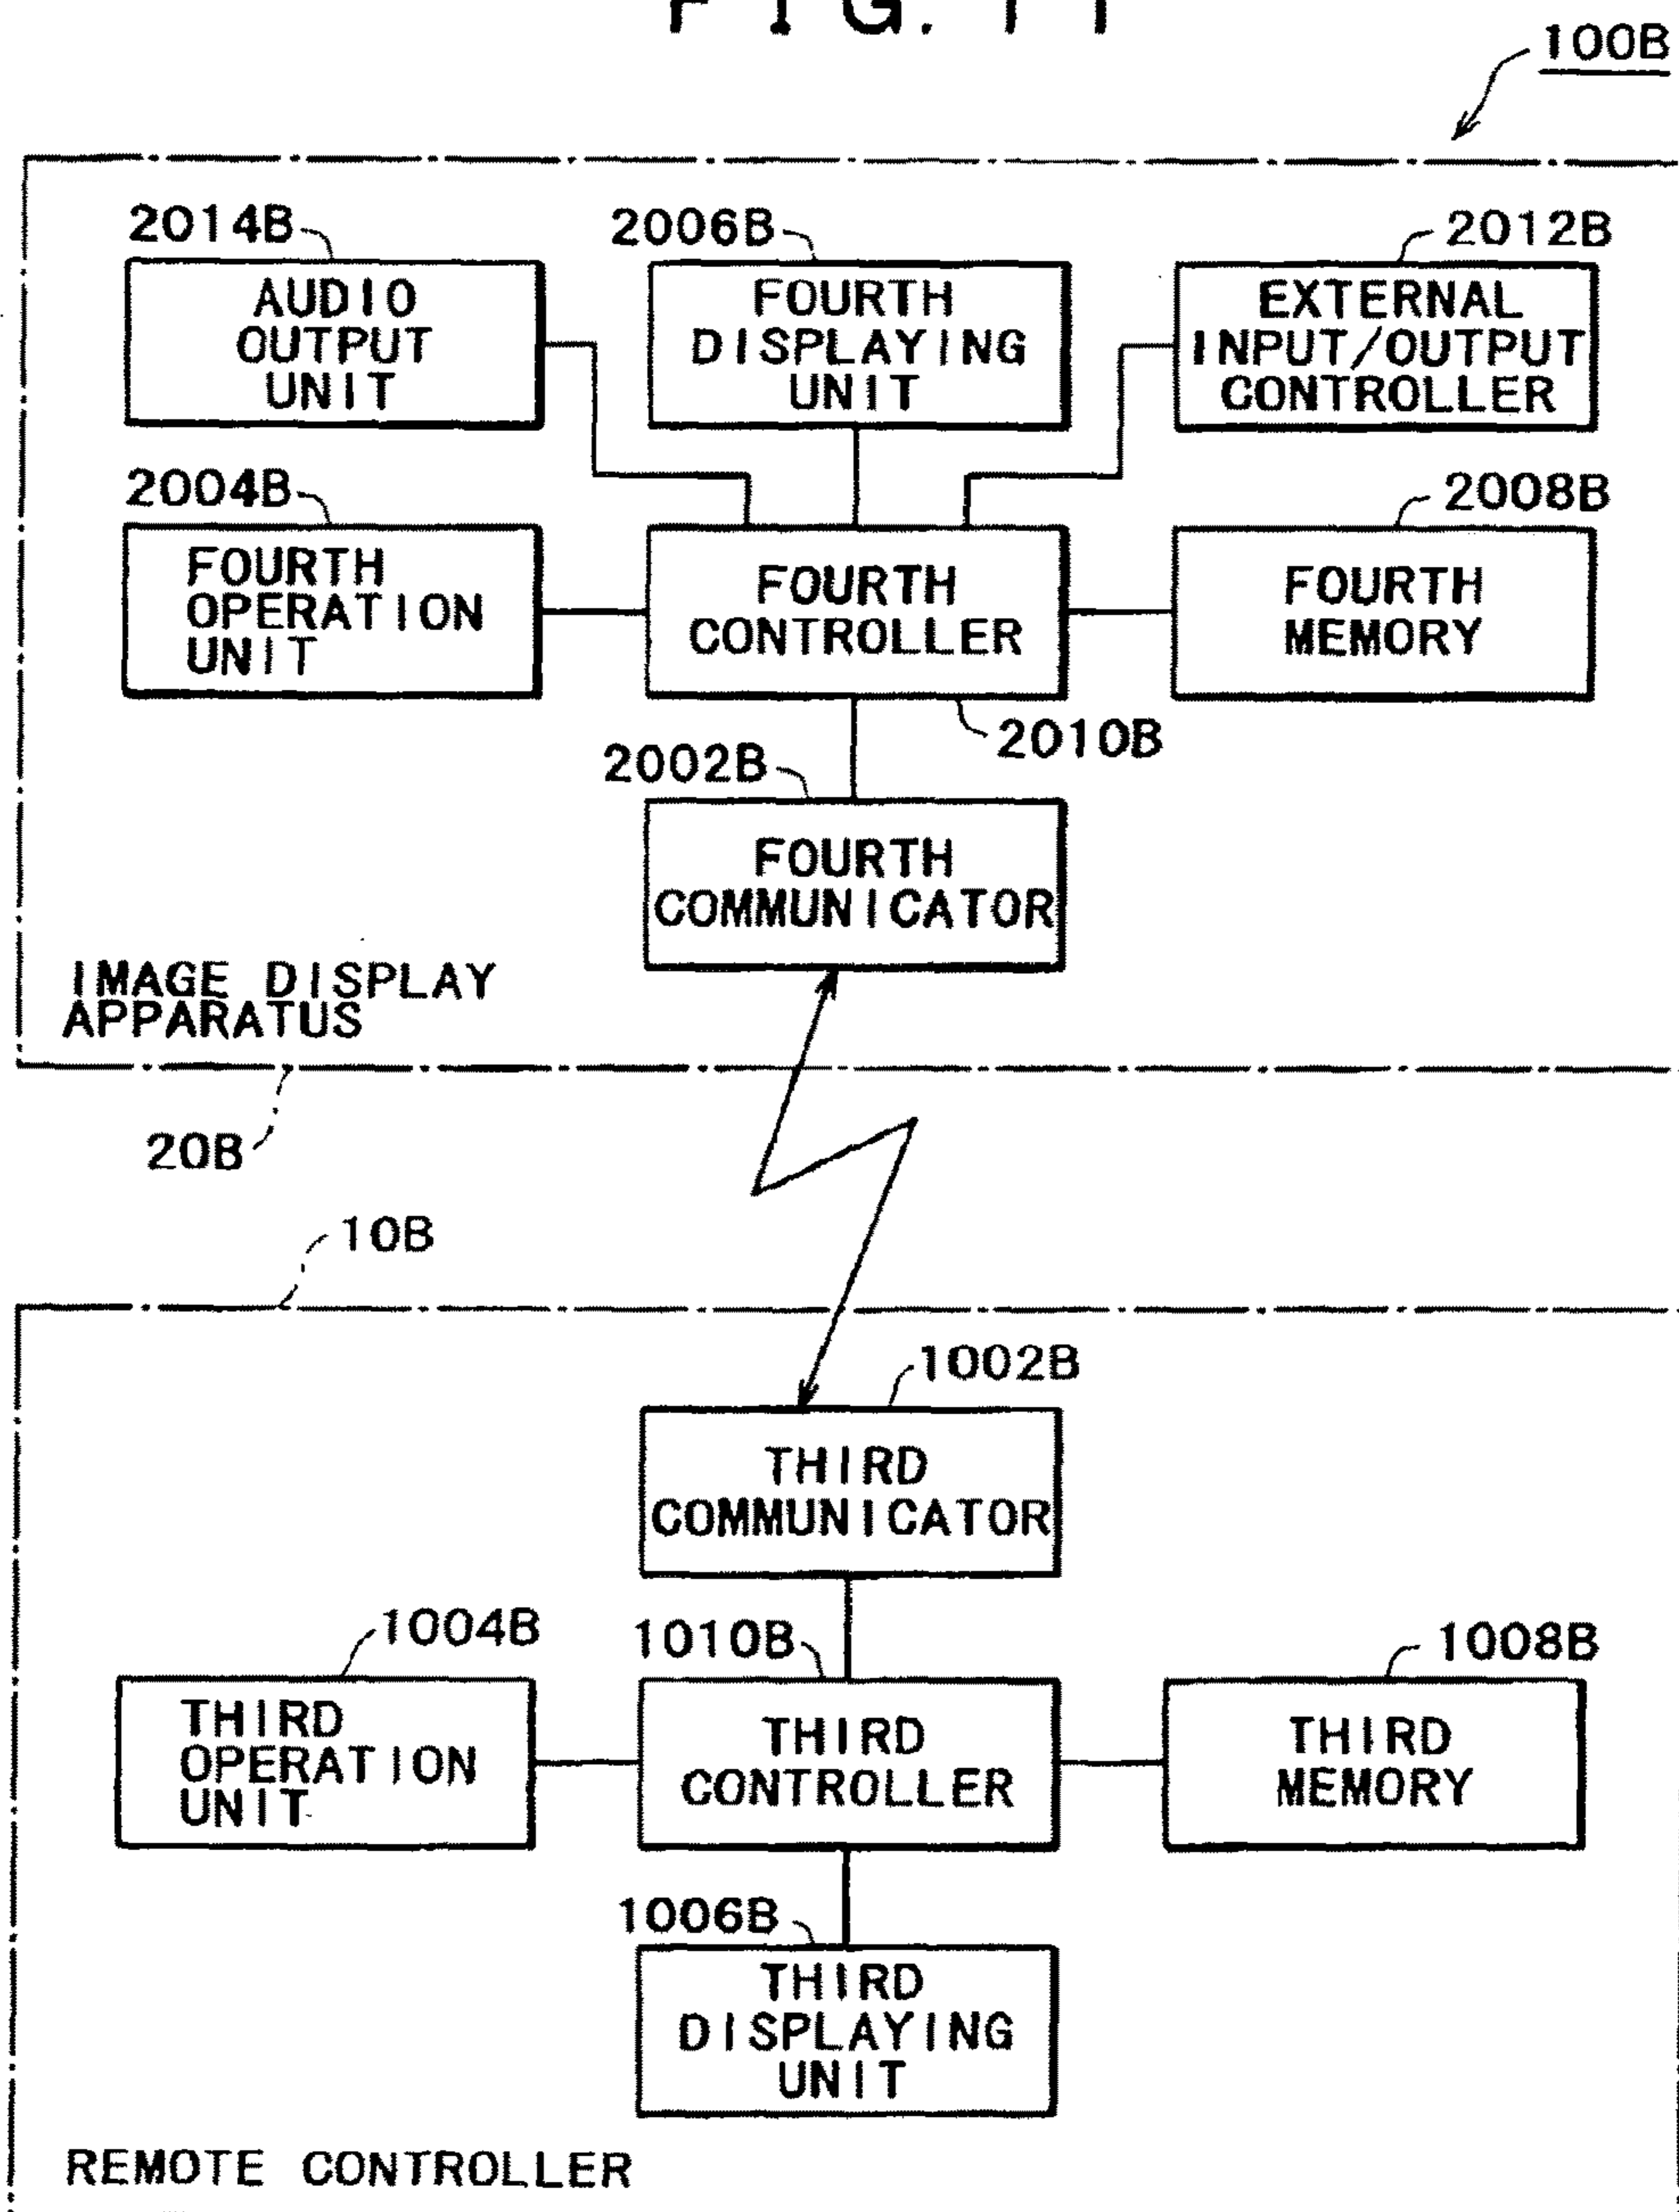 FIG. 11
100B
2014B
2006B
2012B
AUDIO
OUTPUT
UNIT
FOURTH
DISPLAYING
UNIT
EXTERNAL
INPUT/OUTPUT
CONTROLLER
2004B
2008B
FOURTH
OPERATION
UNIT
FOURTH
CONTROLLER
FOURTH
MEMORY
2010B
2002B
FOURTH
COMMUNICATOR
IMAGE DISPLAY
APPARATUS
20B
10B
1002B
THIRD
COMMUNICATOR
1004B
1010B
1008B
THIRD
OPERATION
UNIT
THIRD
CONTROLLER
THIRD
MEMORY
1006B
THIRD
DISPLAYING
UNIT
REMOTE CONTROLLER